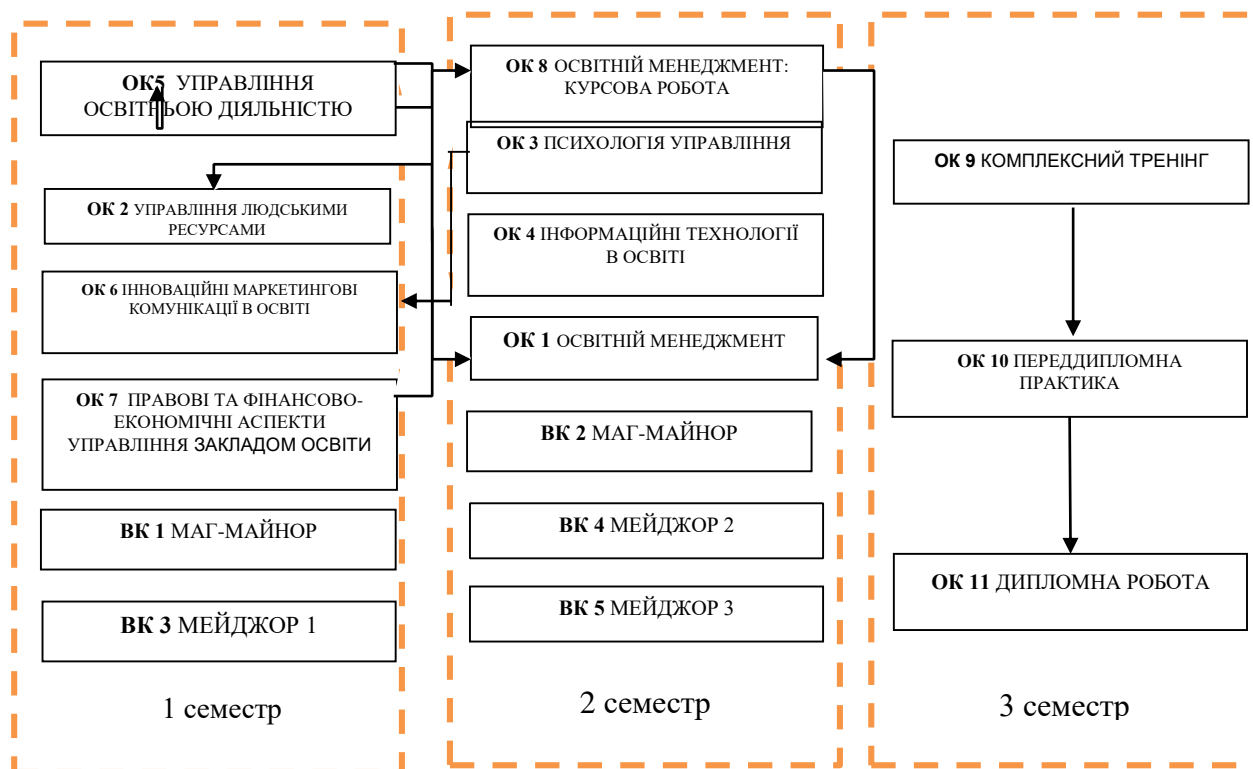 ОК5 УПРАВЛІННЯ
ОСВІТНЬОЮ ДІЯЛЬНІСТЮ
ОК 2 УПРАВЛІННЯ ЛЮДСЬКИМИ
РЕСУРСАМИ
ОК 6 ІННОВАЦІЙНІ МАРКЕТИНГОВІ
КОМУНІКАЦІЇ В ОСВІТІ
ОК 7 ПРАВОВІ ТА ФІНАНСОВО-
ЕКОНОМІЧНІ АСПЕКТИ
УПРАВЛІННЯ ЗАКЛАДОМ ОСВІТИ
ВК 1 МАГ-МАЙНОР
ВК 3 МЕЙДЖОР 1
1 семестр
ОК 8 ОСВІТНІЙ МЕНЕДЖМЕНТ:
КУРСОВА РОБОТА
ОК 3 ПСИХОЛОГІЯ УПРАВЛІННЯ
ОК 4 ІНФОРМАЦІЙНІ ТЕХНОЛОГІЇ
В ОСВІТІ
ОК 1 ОСВІТНІЙ МЕНЕДЖМЕНТ
ВК 2 МАГ-МАЙНОР
ВК 4 МЕЙДЖОР 2
ВК 5 МЕЙДЖОР 3
2 семестр
ОК 9 КОМПЛЕКСНИЙ ТРЕНІНГ
ОК 10 ПЕРЕДДИПЛОМНА
ПРАКТИКА
ОК 11 ДИПЛОМНА РОБОТА
3 семестр